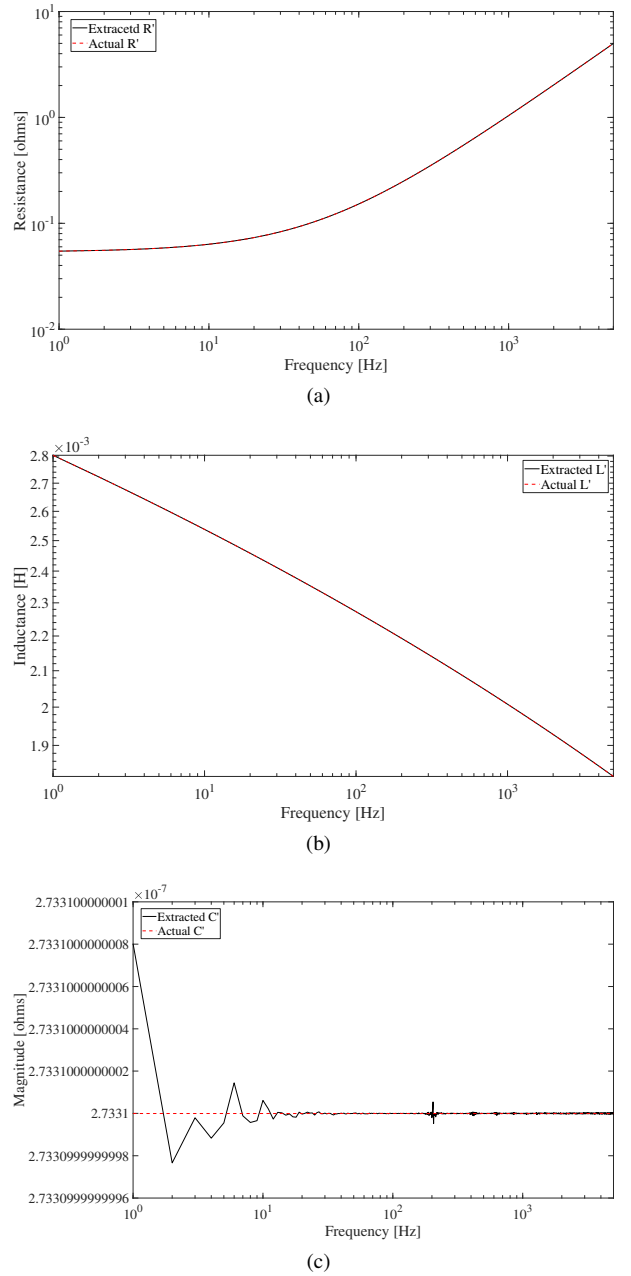 10^1
Extracetd R'
Actual R'
10^0
Resistance [ohms]
10^-1
10^-2
10^0 10^1 10^2 10^3
Frequency [Hz]
(a)
×10^-3
2.8
Extracted L'
Actual L'
2.7
2.6
2.5
2.4
2.3
2.2
2.1
2
1.9
Inductance [H]
10^0 10^1 10^2 10^3
Frequency [Hz]
(b)
×10^-7
2.733100000001
Extracted C'
Actual C'
2.7331000000008
2.7331000000006
2.7331000000004
2.7331000000002
2.7331
2.7330999999998
2.7330999999996
Magnitude [ohms]
10^0 10^1 10^2 10^3
Frequency [Hz]
(c)